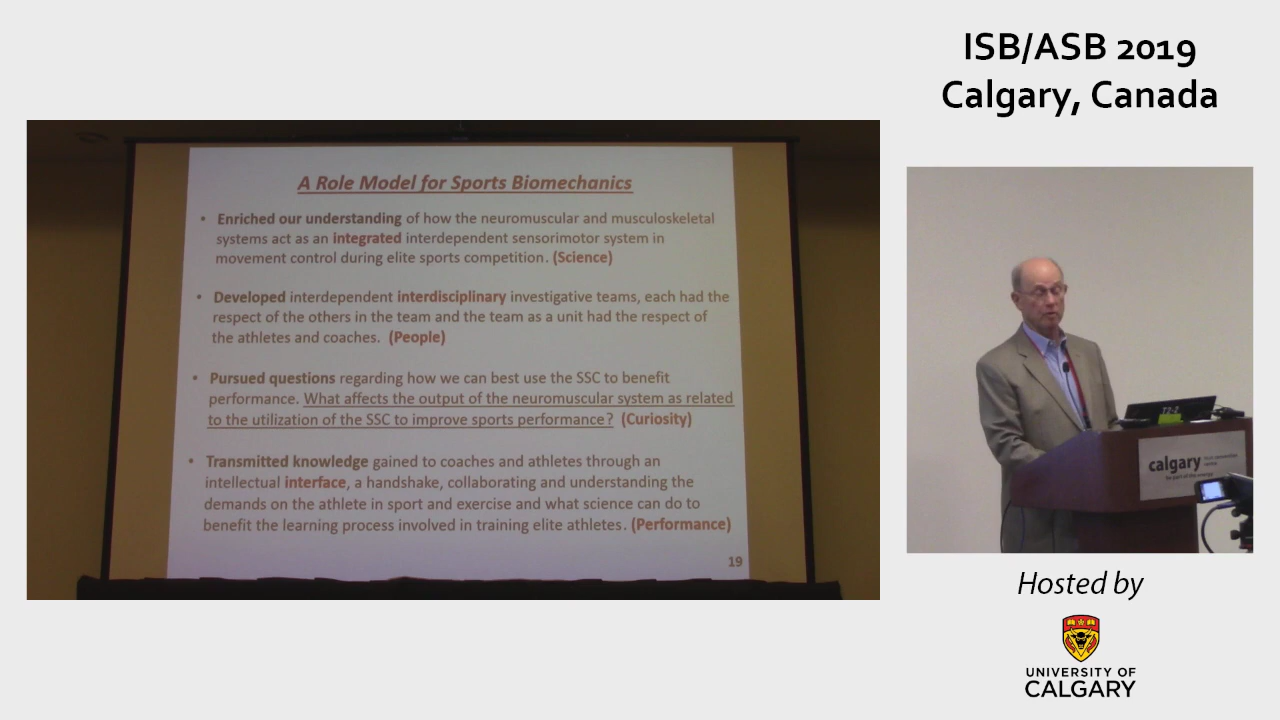 ISB/ASB 2019
Calgary, Canada
A Role Model for Sports Biomechanics
• Enriched our understanding of how the neuromuscular and musculoskeletal
systems act as an integrated interdependent sensorimotor system in
movement control during elite sports competition. (Science)
• Developed interdependent interdisciplinary investigative teams, each had the
respect of the others in the team and the team as a unit had the respect of
the athletes and coaches. (People)
• Pursued questions regarding how we can best use the SSC to benefit
performance. What affects the output of the neuromuscular system as related
to the utilization of the SSC to improve sports performance? (Curiosity)
• Transmitted knowledge gained to coaches and athletes through an
intellectual interface, a handshake, collaborating and understanding the
demands on the athlete in sport and exercise and what science can do to
benefit the learning process involved in training elite athletes. (Performance)
19
calgary
be part of the energy
Hosted by
UNIVERSITY OF
CALGARY